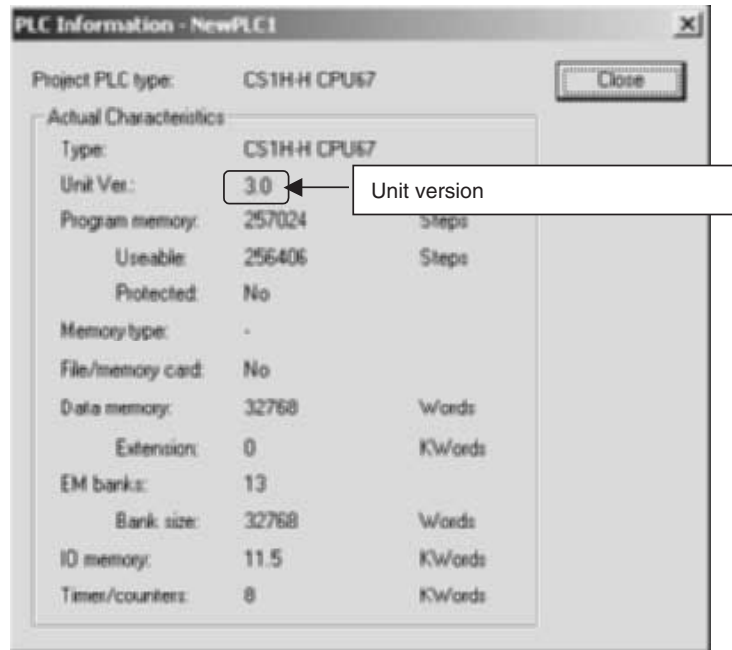 PLC Information - NewPLC1
Project PLC type: CS1H-H CPU67 Close
Actual Characteristics
Type: CS1H-H CPU67
Unit Ver.: 3.0 Unit version
Program memory: 257024 Steps
Useable: 256406 Steps
Protected: No
Memory type: -
File/memory card: No
Data memory: 32768 Words
Extension: 0 KWords
EM banks: 13
Bank size: 32768 Words
IO memory: 11.5 KWords
Timer/counters: 8 KWords